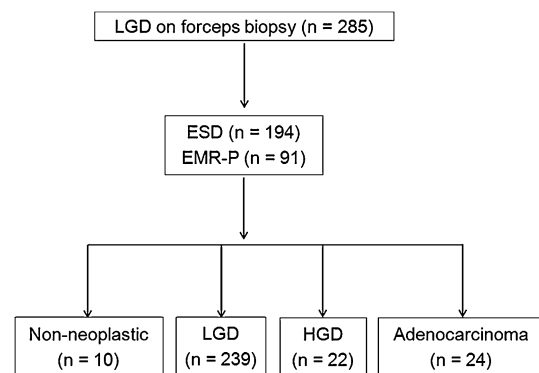 LGD on forceps biopsy (n = 285)
ESD (n = 194)
EMR-P (n = 91)
Non-neoplastic
(n = 10)
LGD
(n = 239)
HGD
(n = 22)
Adenocarcinoma
(n = 24)